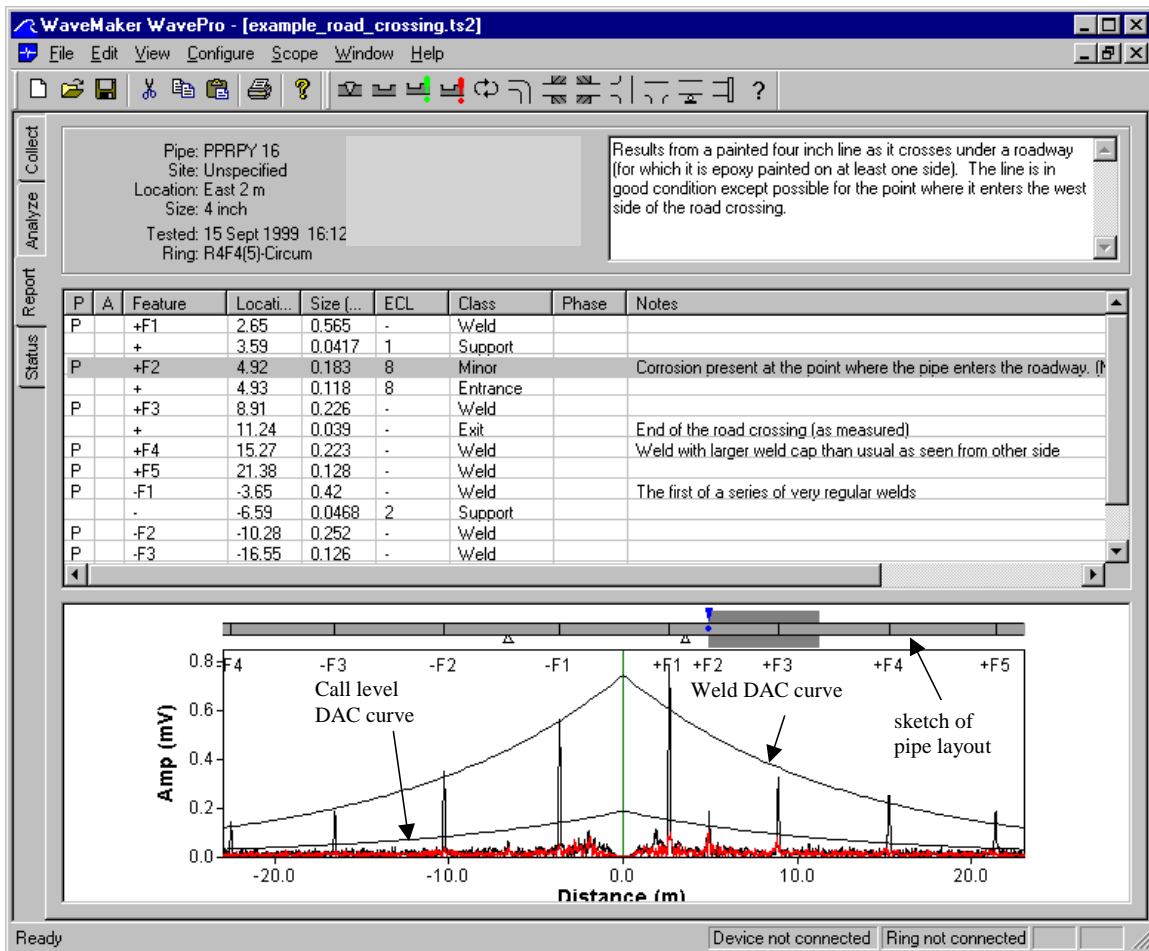 WaveMaker WavePro - [example_road_crossing.ts2]
File Edit View Configure Scope Window Help
Collect
Analyze
Report
Status
Pipe: PPRPY 16
Site: Unspecified
Location: East 2 m
Size: 4 inch
Tested: 15 Sept 1999 16:12
Ring: R4F4(5)-Circum
Results from a painted four inch line as it crosses under a roadway
(for which it is epoxy painted on at least one side). The line is in
good condition except possible for the point where it enters the west
side of the road crossing.
P A Feature Locati... Size (... ECL Class Phase Notes
P +F1 2.65 0.565 - Weld
+ 3.59 0.0417 1 Support
P +F2 4.92 0.183 8 Minor Corrosion present at the point where the pipe enters the roadway. (
+ 4.93 0.118 8 Entrance
P +F3 8.91 0.226 - Weld
+ 11.24 0.039 - Exit End of the road crossing (as measured)
P +F4 15.27 0.223 - Weld Weld with larger weld cap than usual as seen from other side
P +F5 21.38 0.128 - Weld
P -F1 -3.65 0.42 - Weld The first of a series of very regular welds
- -6.59 0.0468 2 Support
P -F2 -10.28 0.252 - Weld
P -F3 -16.55 0.126 - Weld
-F4 -F3 -F2 -F1 +F1 +F2 +F3 +F4 +F5
Call level
DAC curve
Weld DAC curve
sketch of
pipe layout
Amp (mV)
0.8
0.6
0.4
0.2
0.0
-20.0 -10.0 0.0 10.0 20.0
Distance (m)
Ready Device not connected Ring not connected